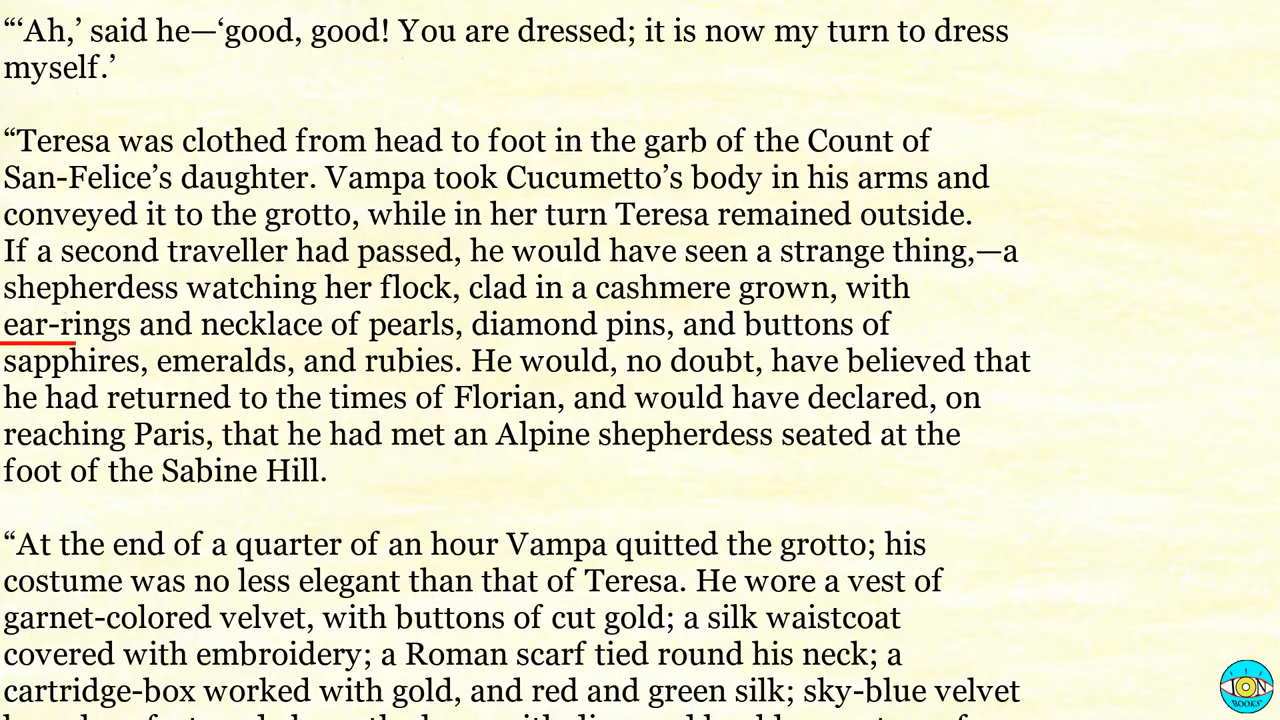 “‘Ah,’ said he—‘good, good! You are dressed; it is now my turn to dress
myself.’
“Teresa was clothed from head to foot in the garb of the Count of
San-Felice’s daughter. Vampa took Cucumetto’s body in his arms and
conveyed it to the grotto, while in her turn Teresa remained outside.
If a second traveller had passed, he would have seen a strange thing,—a
shepherdess watching her flock, clad in a cashmere grown, with
ear-rings and necklace of pearls, diamond pins, and buttons of
sapphires, emeralds, and rubies. He would, no doubt, have believed that
he had returned to the times of Florian, and would have declared, on
reaching Paris, that he had met an Alpine shepherdess seated at the
foot of the Sabine Hill.
“At the end of a quarter of an hour Vampa quitted the grotto; his
costume was no less elegant than that of Teresa. He wore a vest of
garnet-colored velvet, with buttons of cut gold; a silk waistcoat
covered with embroidery; a Roman scarf tied round his neck; a
cartridge-box worked with gold, and red and green silk; sky-blue velvet
ION
BOOKS